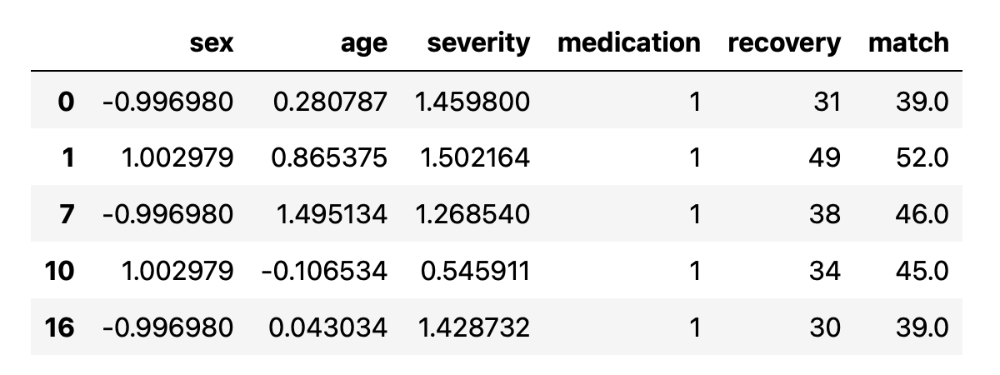 sex age severity medication recovery match
0 -0.996980 0.280787 1.459800 1 31 39.0
1 1.002979 0.865375 1.502164 1 49 52.0
7 -0.996980 1.495134 1.268540 1 38 46.0
10 1.002979 -0.106534 0.545911 1 34 45.0
16 -0.996980 0.043034 1.428732 1 30 39.0